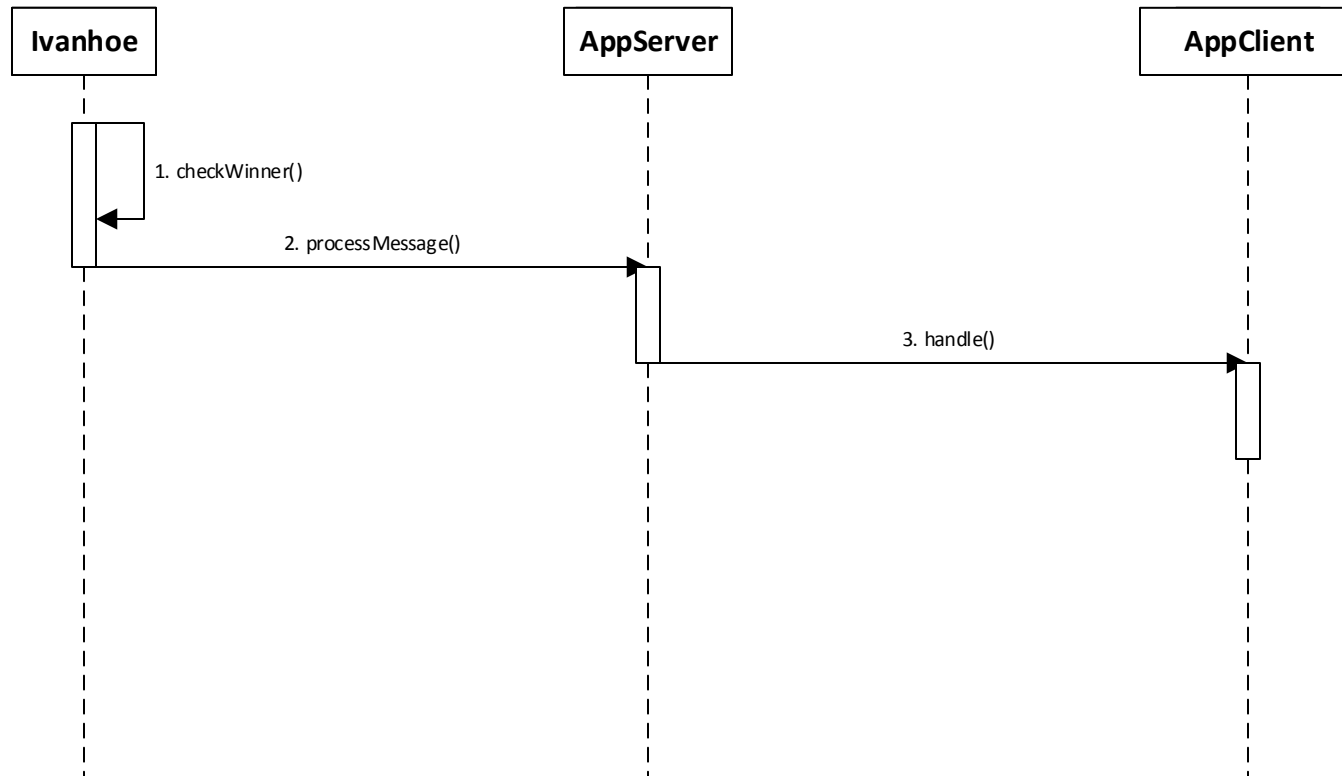 Ivanhoe
AppServer
AppClient
1. checkWinner()
2. processMessage()
3. handle()